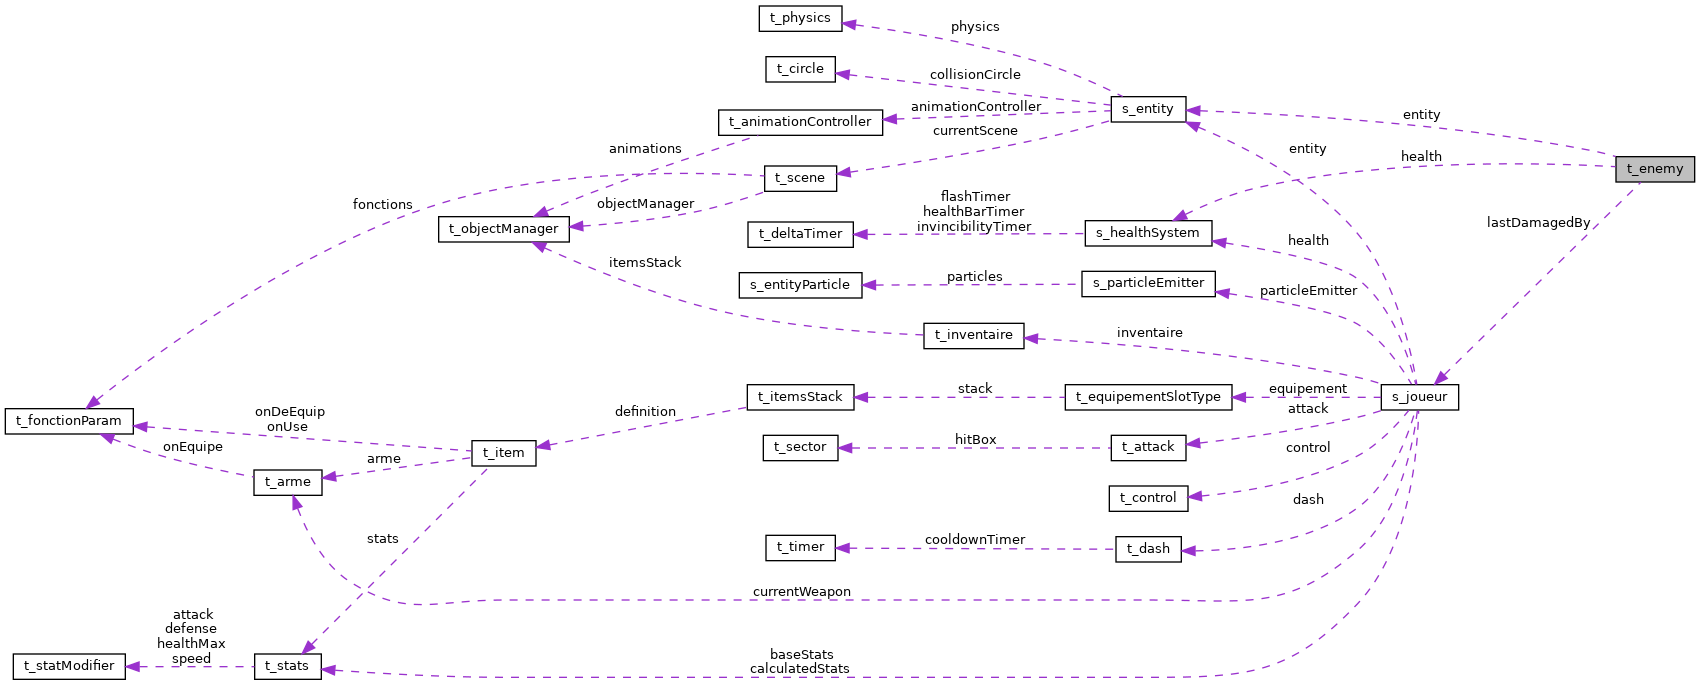 t_physics
physics
t_circle
collisionCircle
s_entity
animationController
t_animationController
entity
currentScene
animations
entity
health
t_enemy
t_scene
flashTimer
healthBarTimer
invincibilityTimer
fonctions
objectManager
lastDamagedBy
t_objectManager
t_deltaTimer
s_healthSystem
health
itemsStack
particles
s_entityParticle
s_particleEmitter
particleEmitter
t_inventaire
inventaire
t_itemsStack
stack
t_equipementSlotType
equipement
s_joueur
definition
attack
onDeEquip
onUse
t_fonctionParam
onEquipe
t_item
t_sector
hitBox
t_attack
control
arme
t_arme
t_control
dash
stats
t_timer
cooldownTimer
t_dash
currentWeapon
attack
defense
healthMax
speed
t_statModifier
t_stats
baseStats
calculatedStats